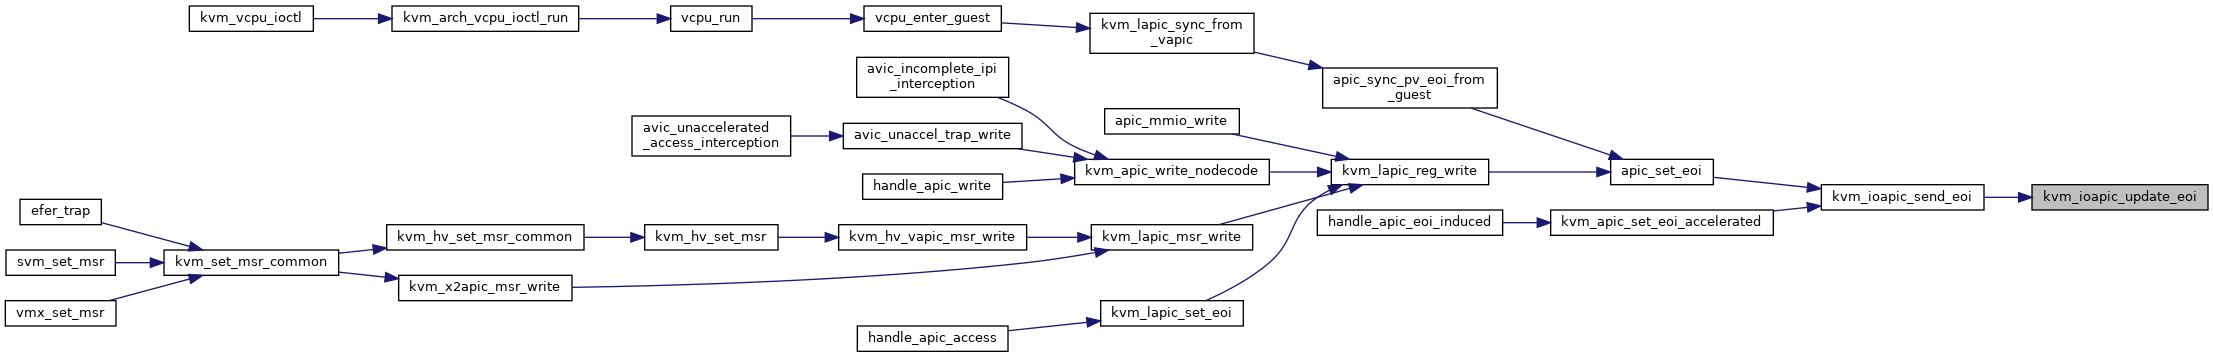 kvm_vcpu_ioctl
kvm_arch_vcpu_ioctl_run
vcpu_run
vcpu_enter_guest
kvm_lapic_sync_from
_vapic
avic_incomplete_ipi
_interception
apic_sync_pv_eoi_from
_guest
apic_mmio_write
avic_unaccelerated
_access_interception
avic_unaccel_trap_write
kvm_apic_write_nodecode
kvm_lapic_reg_write
apic_set_eoi
handle_apic_write
kvm_ioapic_send_eoi
kvm_ioapic_update_eoi
efer_trap
handle_apic_eoi_induced
kvm_apic_set_eoi_accelerated
kvm_hv_set_msr_common
kvm_hv_set_msr
kvm_hv_vapic_msr_write
kvm_lapic_msr_write
svm_set_msr
kvm_set_msr_common
kvm_x2apic_msr_write
vmx_set_msr
kvm_lapic_set_eoi
handle_apic_access